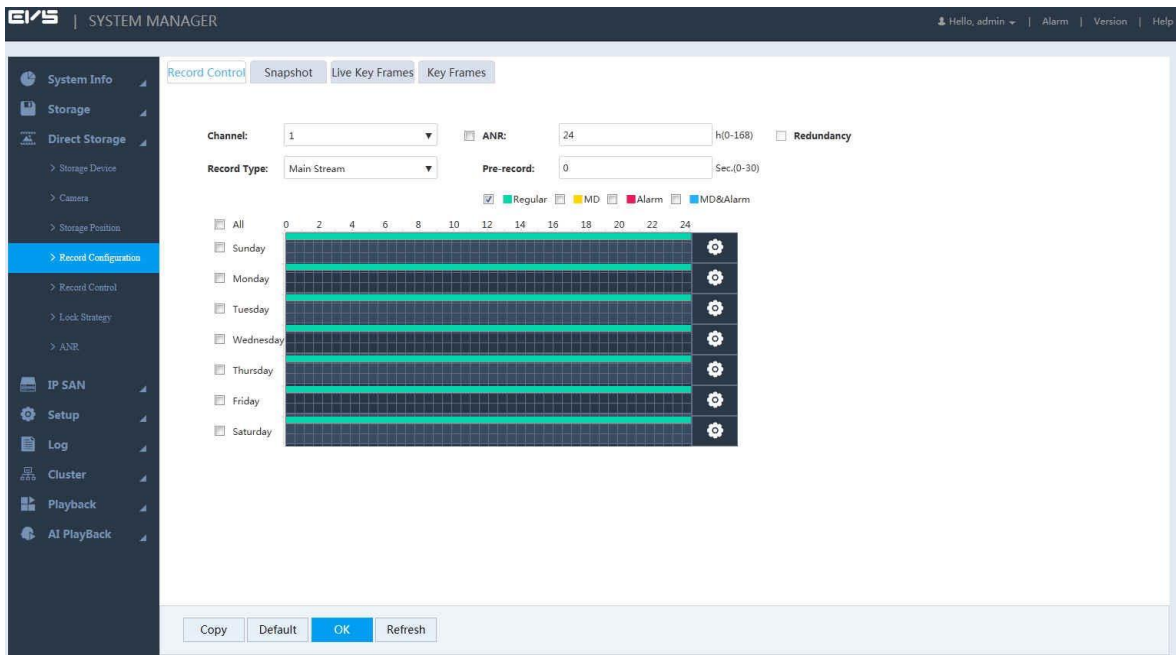 EVS | SYSTEM MANAGER
Hello, admin | Alarm | Version | Help
System Info
Storage
Direct Storage
> Storage Device
> Camera
> Storage Position
> Record Configuration
> Record Control
> Lock Strategy
> ANR
IP SAN
Setup
Log
Cluster
Playback
AI PlayBack
Record Control Snapshot Live Key Frames Key Frames
Channel: 1 ANR: 24 h(0-168) Redundancy
Record Type: Main Stream Pre-record: 0 Sec.(0-30)
Regular MD Alarm MD&Alarm
All 0 2 4 6 8 10 12 14 16 18 20 22 24
Sunday
Monday
Tuesday
Wednesday
Thursday
Friday
Saturday
Copy Default OK Refresh